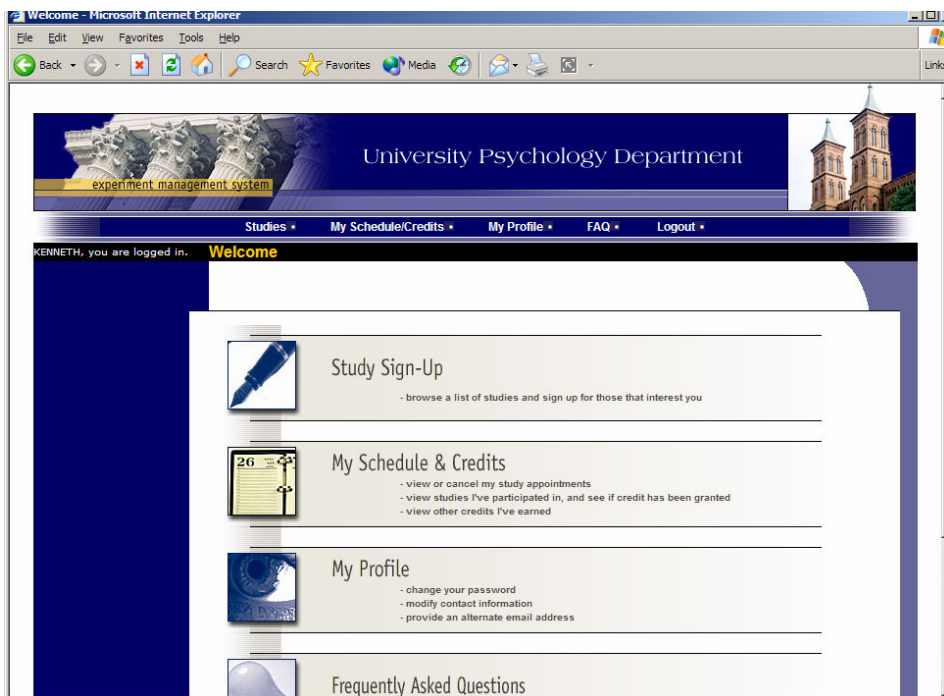 Welcome - Microsoft Internet Explorer
File Edit View Favorites Tools Help
Back Search Favorites Media Links
University Psychology Department
experiment management system
Studies My Schedule/Credits My Profile FAQ Logout
KENNETH, you are logged in. Welcome
Study Sign-Up
- browse a list of studies and sign up for those that interest you
26
My Schedule & Credits
- view or cancel my study appointments
- view studies I've participated in, and see if credit has been granted
- view other credits I've earned
My Profile
- change your password
- modify contact information
- provide an alternate email address
Frequently Asked Questions